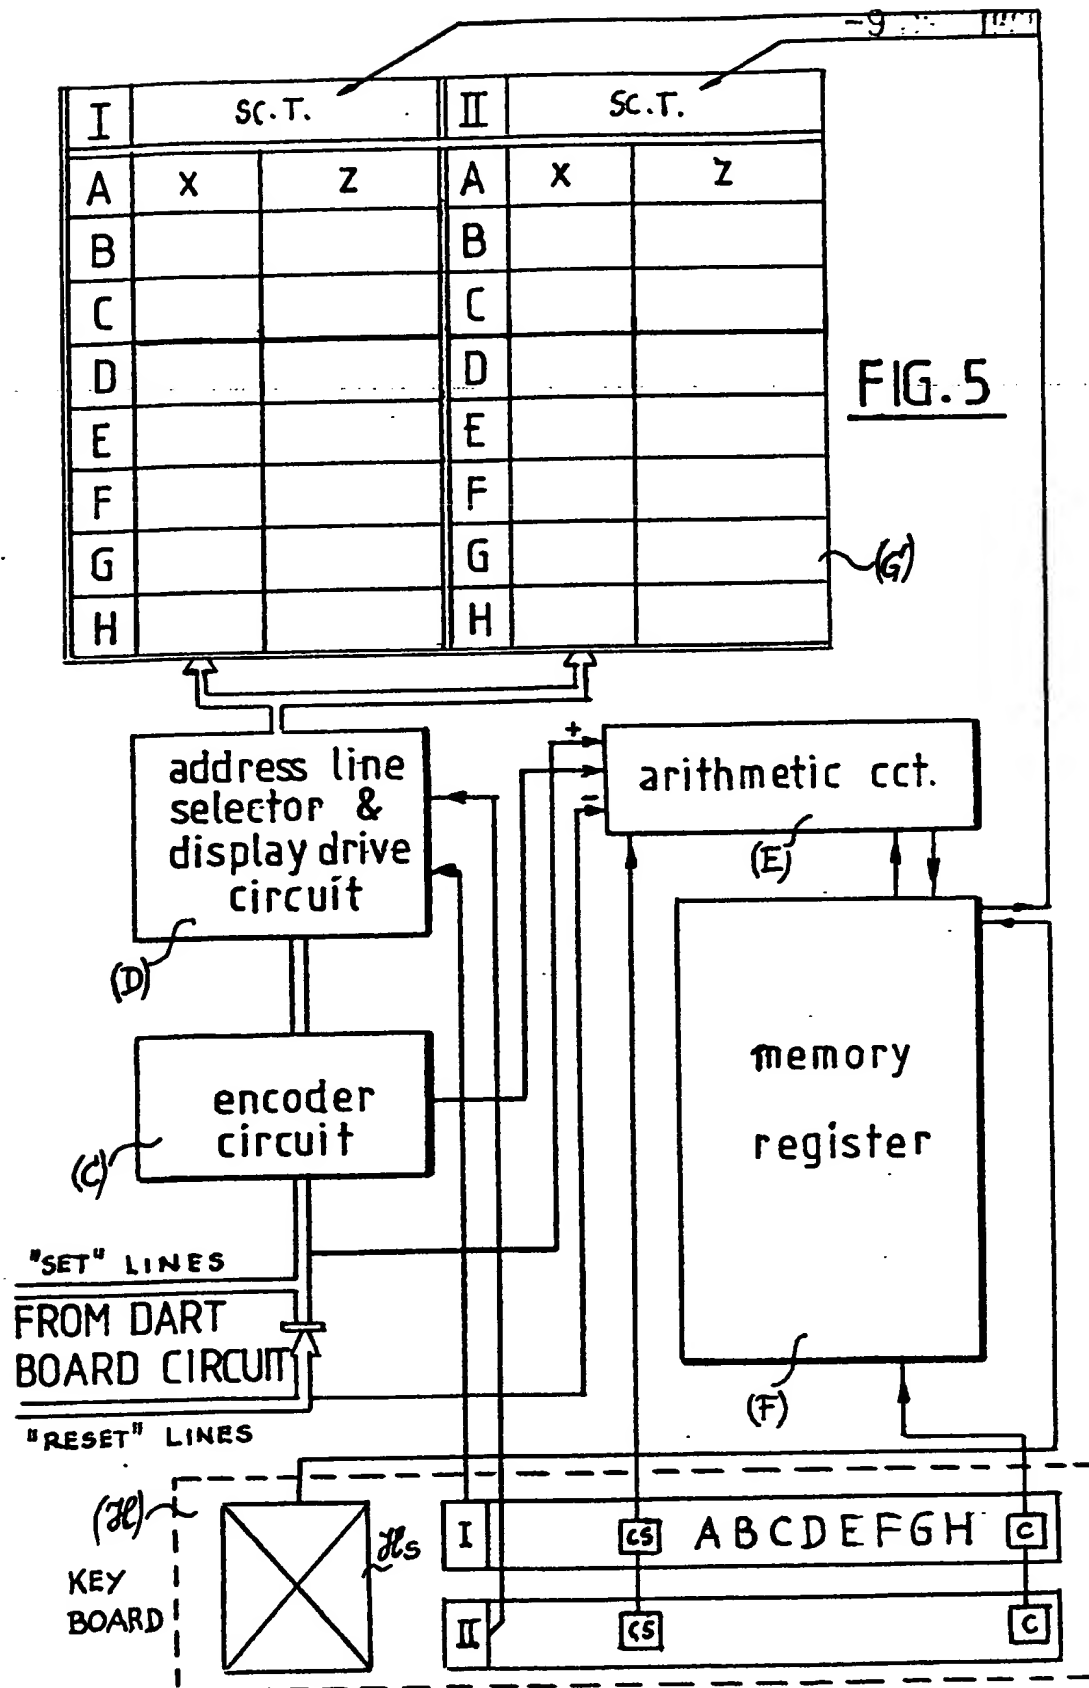 -9
I SC.T. II SC.T.
A X Z A X Z
B B
C C
D D
E E
F F
G G
H H
FIG. 5
(G)
address line
selector &
display drive
circuit
(D)
+
-
arithmetic cct.
(E)
encoder
circuit
(C)
memory
register
(F)
"SET" LINES
FROM DART
BOARD CIRCUIT
"RESET" LINES
(H)
Hs
KEY
BOARD
I CS A B C D E F G H C
II CS C